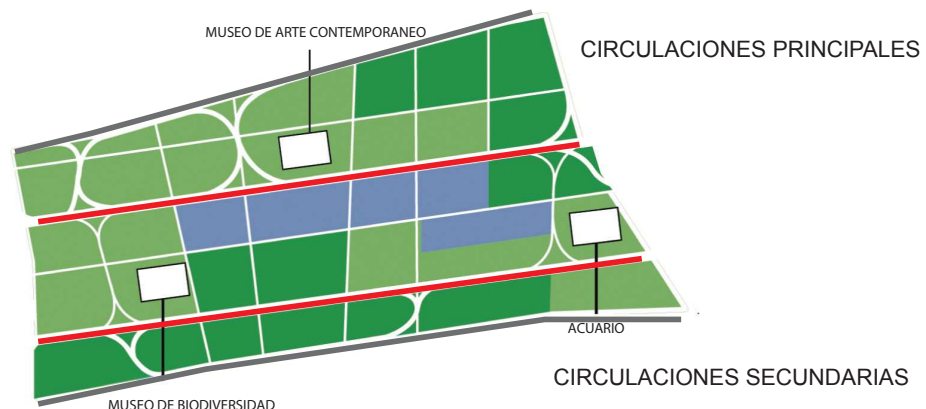 MUSEO DE ARTE CONTEMPORANEO
CIRCULACIONES PRINCIPALES
ACUARIO
CIRCULACIONES SECUNDARIAS
MUSEO DE BIODIVERSIDAD